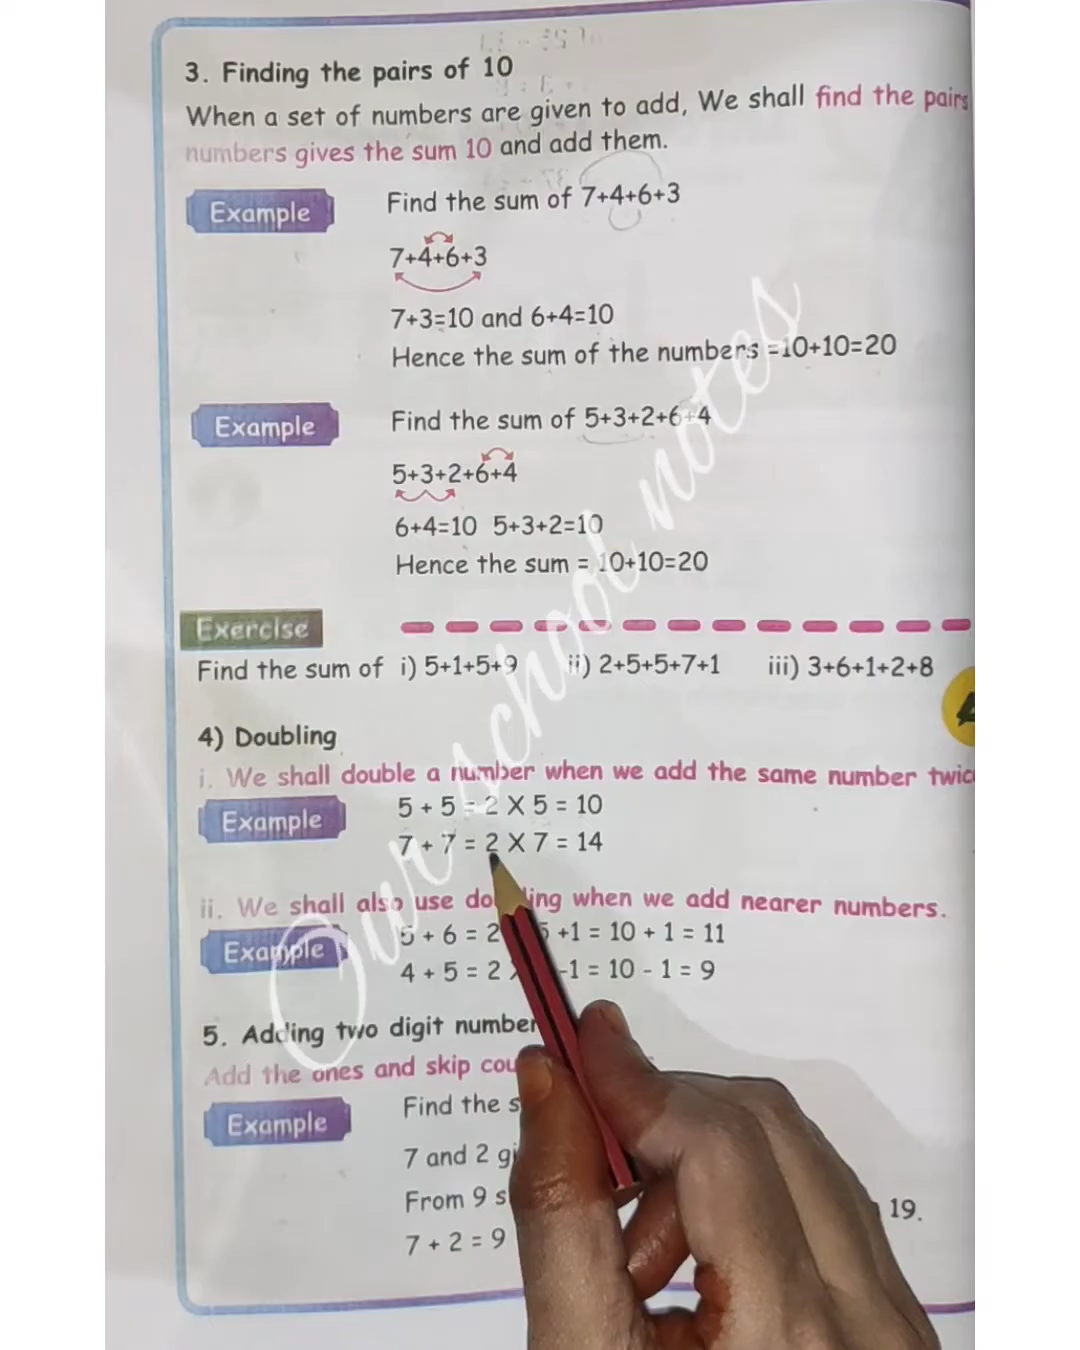 3. Finding the pairs of 10
When a set of numbers are given to add, We shall find the pairs
numbers gives the sum 10 and add them.
Example
Find the sum of 7+4+6+3
7+4+6+3
7+3=10 and 6+4=10
Hence the sum of the numbers =10+10=20
Example
Find the sum of 5+3+2+6+4
5+3+2+6+4
6+4=10 5+3+2=10
Hence the sum = 10+10=20
Exercise
Find the sum of i) 5+1+5+9 ii) 2+5+5+7+1 iii) 3+6+1+2+8
4) Doubling
i. We shall double a number when we add the same number
Example
5 + 5 = 2 X 5 = 10
7 + 7 = 2 X 7 = 14
ii. We shall also use doubling when we add nearer numbers.
Example
5 + 6 = 2 5 +1 = 10 + 1 = 11
4 + 5 = 2 -1 = 10 - 1 = 9
5. Adding two digit
Add the ones and skip
Example
Find the
7 and 2
From 9
19.
7 + 2 = 9
Our school notes